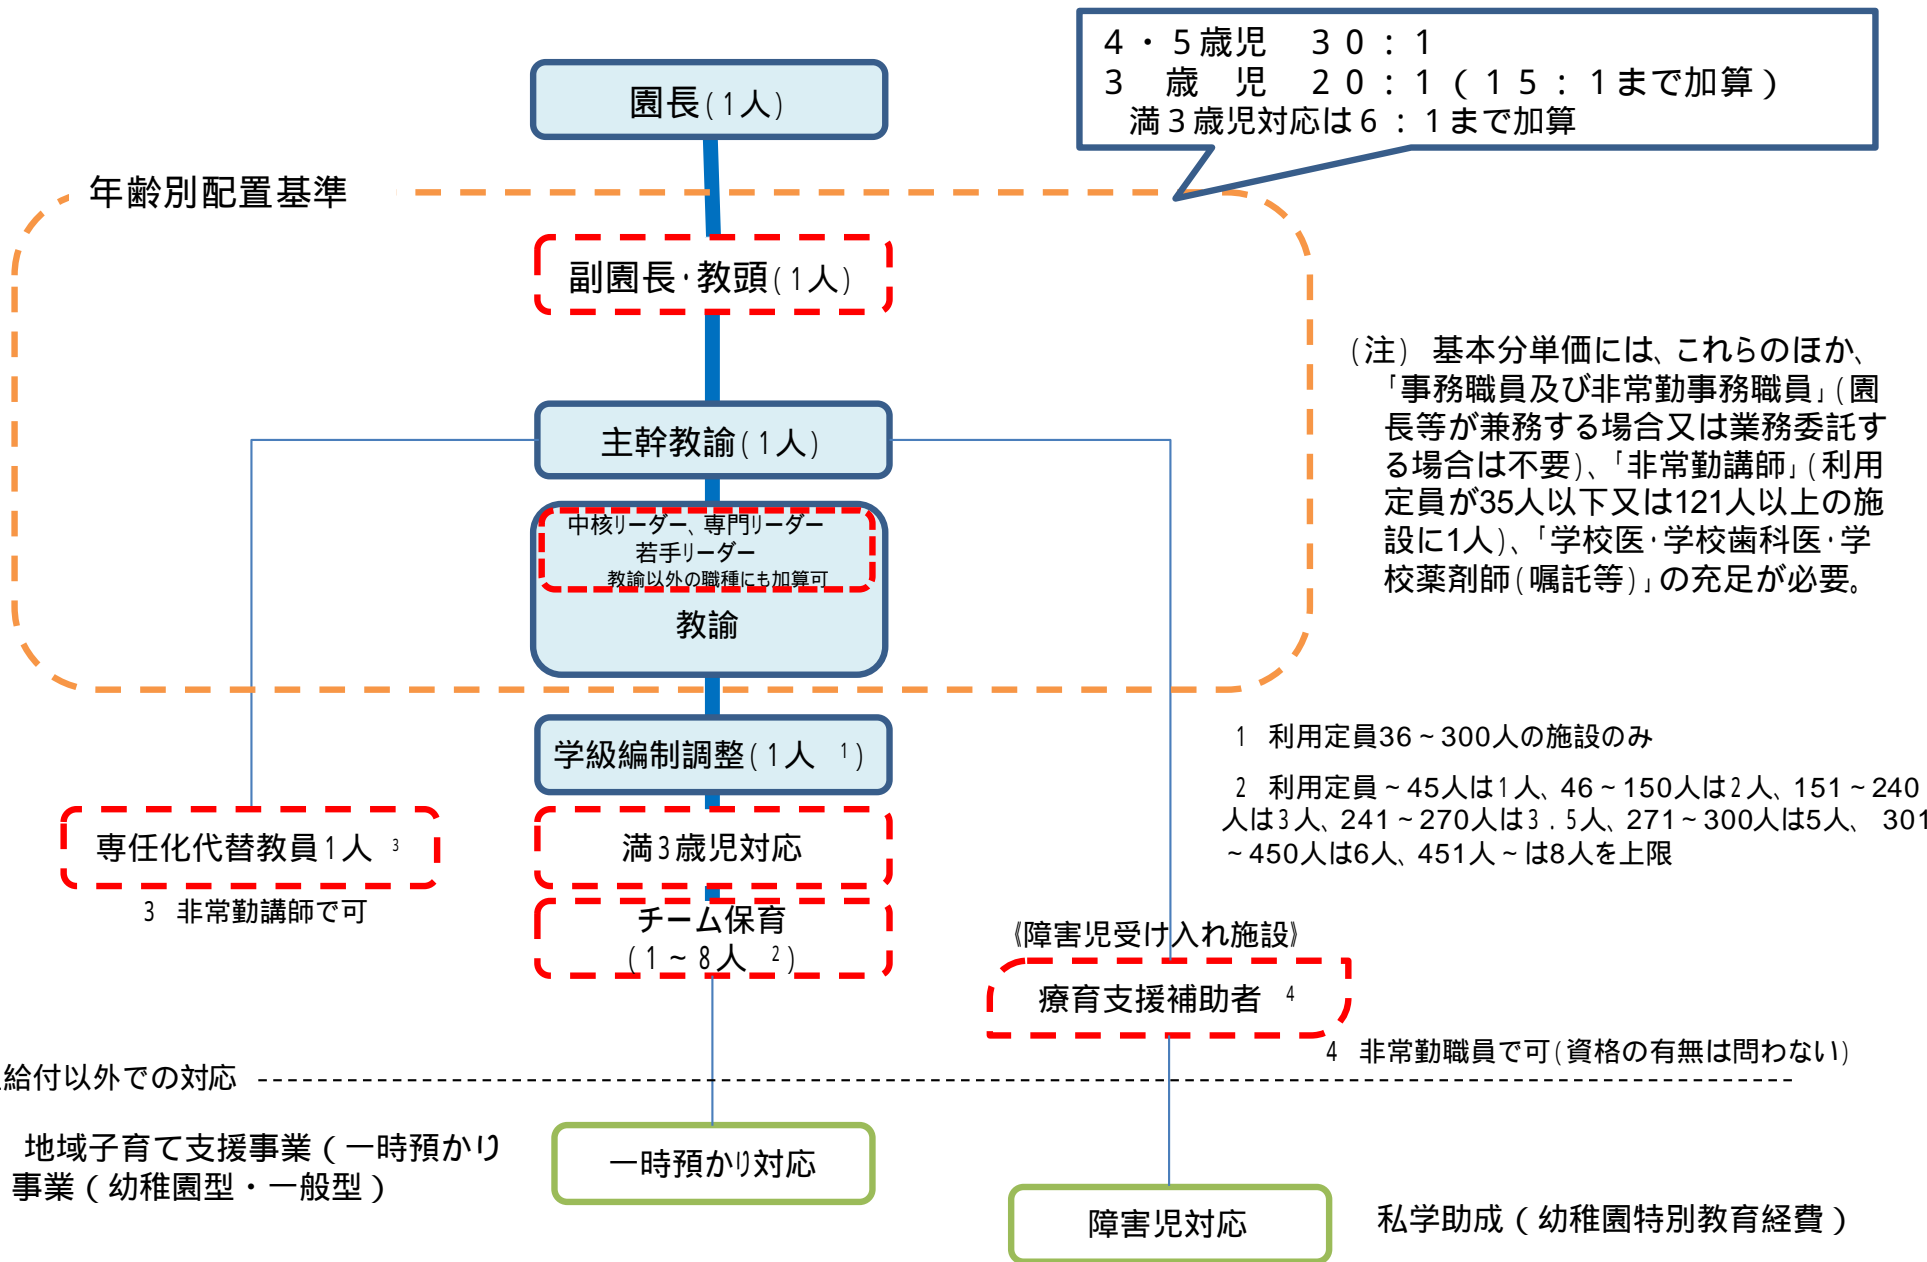 4・5歳児　30:1
3　歳　児　20:1(15:1まで加算)
満3歳児対応は6:1まで加算
園長(1人)
年齢別配置基準
副園長・教頭(1人)
(注) 基本分単価には、これらのほか、
「事務職員及び非常勤事務職員」(園
長等が兼務する場合又は業務委託す
る場合は不要)、「非常勤講師」(利用
定員が35人以下又は121人以上の施
設に1人)、「学校医・学校歯科医・学
校薬剤師(嘱託等)」の充足が必要。
主幹教諭(1人)
中核リーダー、専門リーダー
若手リーダー
教諭以外の職種にも加算可
教諭
学級編制調整(1人 1)
1 利用定員36~300人の施設のみ
2 利用定員~45人は1人、46~150人は2人、151~240
人は3人、241~270人は3.5人、271~300人は5人、 301
~450人は6人、451人~は8人を上限
専任化代替教員1人 3
3 非常勤講師で可
満3歳児対応
チーム保育
(1~8人 2)
《障害児受け入れ施設》
療育支援補助者 4
4 非常勤職員で可(資格の有無は問わない)
給付以外での対応
地域子育て支援事業(一時預かり
事業(幼稚園型・一般型)
一時預かり対応
障害児対応
私学助成(幼稚園特別教育経費)